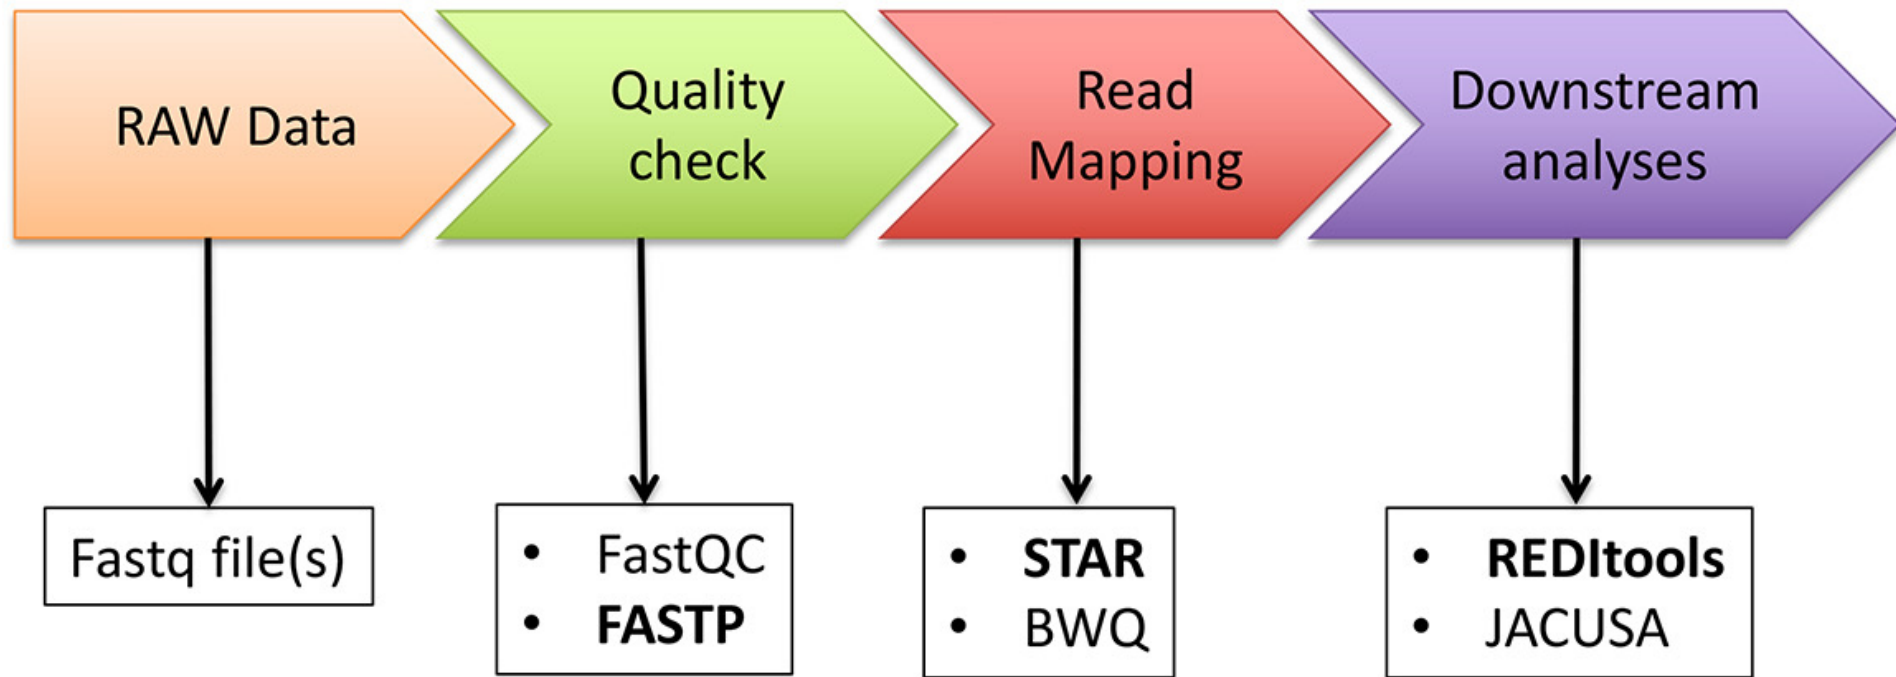 RAW Data
Quality
check
Read
Mapping
Downstream
analyses
Fastq file(s)
• FastQC
• FASTP
• STAR
• BWQ
• REDItools
• JACUSA